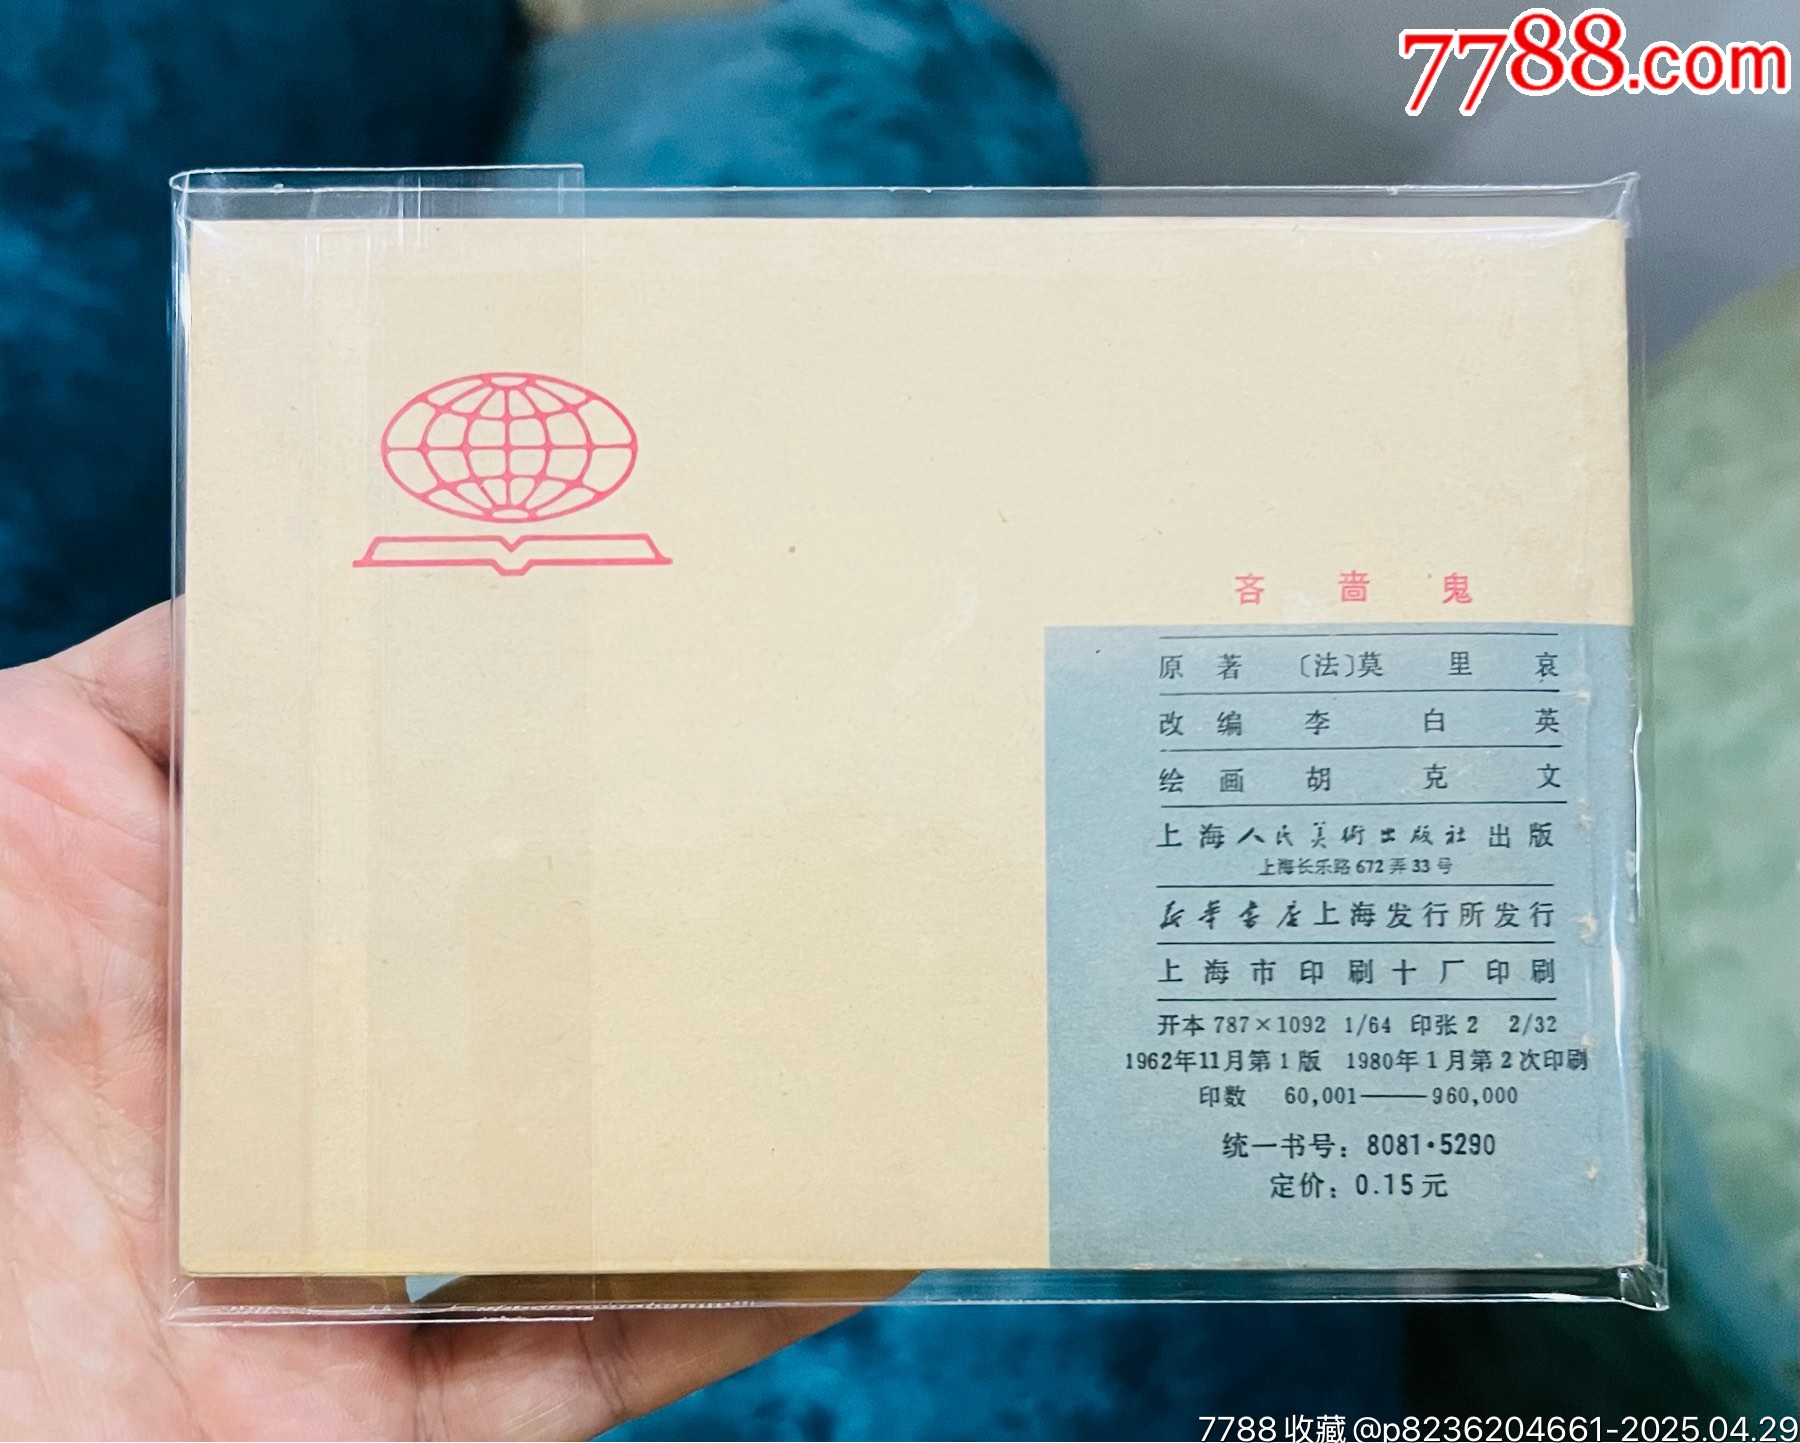 7788.com
吝啬鬼
原著 〔法〕莫里哀
改编 李白英
绘画 胡克文
上海人民美術出版社出版
上海长乐路672弄33号
新华书店上海发行所发行
上海市印刷十厂印刷
开本 787×1092 1/64 印张 2 2/32
1962年11月第1版 1980年1月第2次印刷
印数 60,001——960,000
统一书号：8081·5290
定价：0.15元
7788收藏@p8236204661-2025.04.29